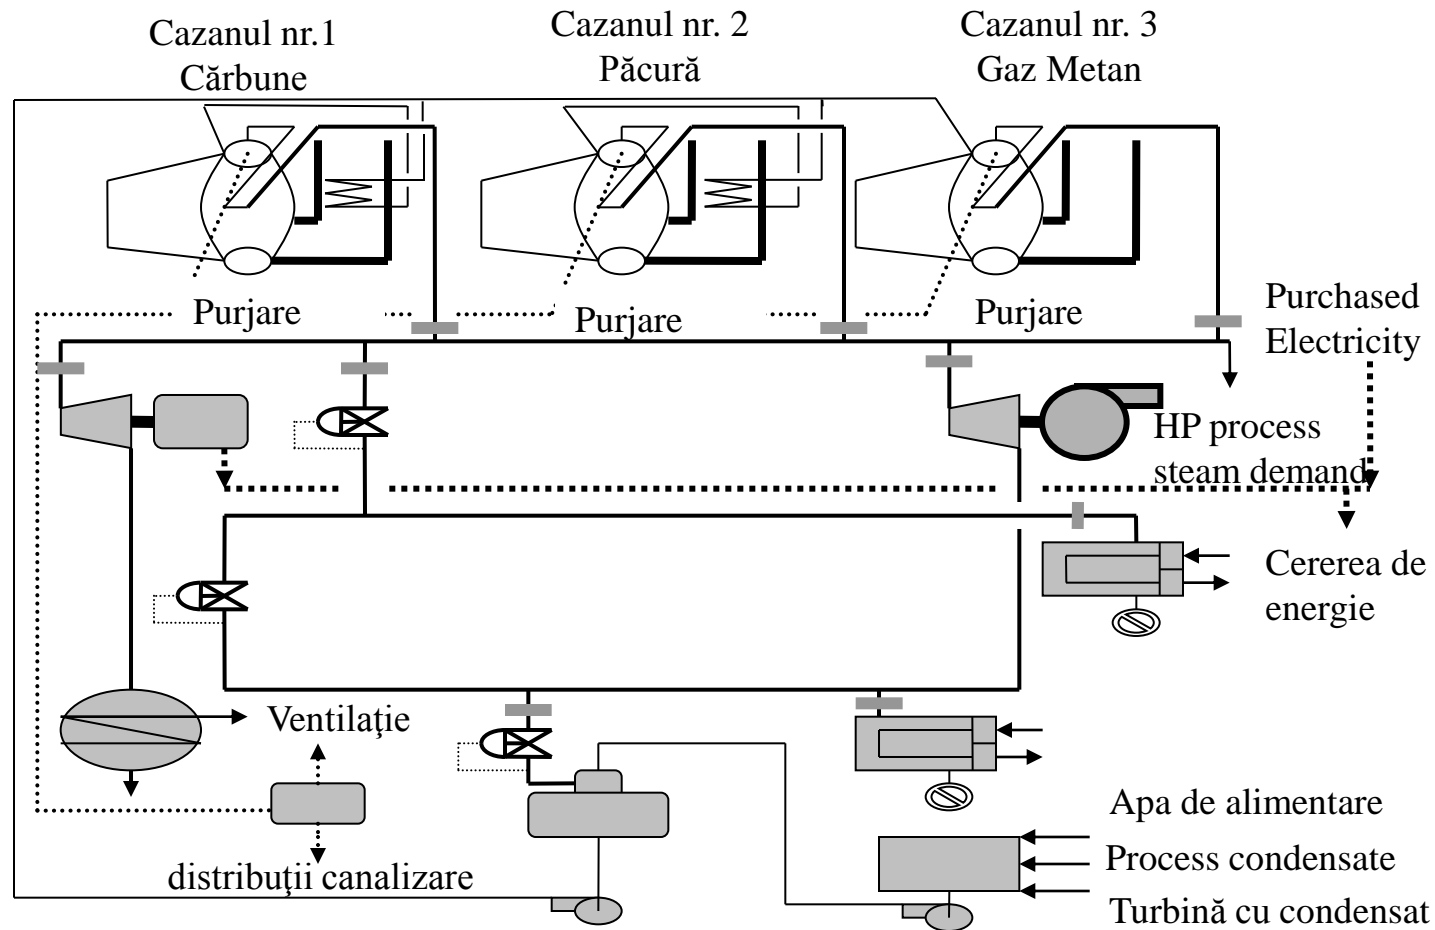 Cazanul nr.1
Cărbune
Cazanul nr. 2
Păcură
Cazanul nr. 3
Gaz Metan
Purjare
Purjare
Purjare
Purchased
Electricity
HP process
steam demand
Cererea de
energie
Ventilaţie
distribuţii canalizare
Apa de alimentare
Process condensate
Turbină cu condensat